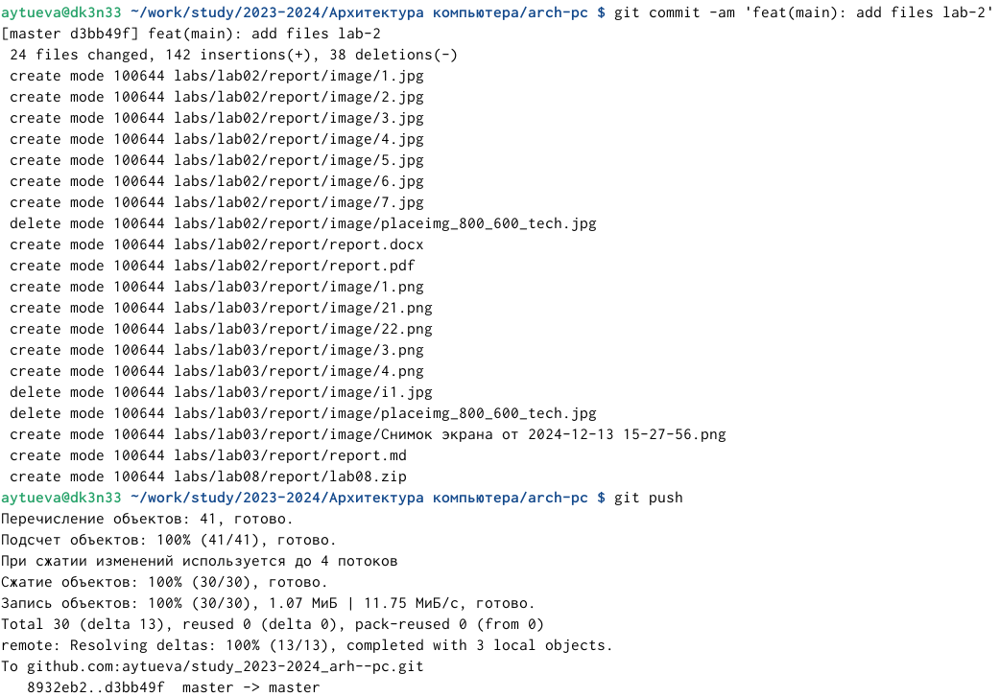 aytueva@dk3n33 ~/work/study/2023-2024/Архитектура компьютера/arch-pc $ git commit -am 'feat(main): add files lab-2'
[master d3bb49f] feat(main): add files lab-2
 24 files changed, 142 insertions(+), 38 deletions(-)
 create mode 100644 labs/lab02/report/image/1.jpg
 create mode 100644 labs/lab02/report/image/2.jpg
 create mode 100644 labs/lab02/report/image/3.jpg
 create mode 100644 labs/lab02/report/image/4.jpg
 create mode 100644 labs/lab02/report/image/5.jpg
 create mode 100644 labs/lab02/report/image/6.jpg
 create mode 100644 labs/lab02/report/image/7.jpg
 delete mode 100644 labs/lab02/report/image/placeimg_800_600_tech.jpg
 create mode 100644 labs/lab02/report/report.docx
 create mode 100644 labs/lab02/report/report.pdf
 create mode 100644 labs/lab03/report/image/1.png
 create mode 100644 labs/lab03/report/image/21.png
 create mode 100644 labs/lab03/report/image/22.png
 create mode 100644 labs/lab03/report/image/3.png
 create mode 100644 labs/lab03/report/image/4.png
 delete mode 100644 labs/lab03/report/image/i1.jpg
 delete mode 100644 labs/lab03/report/image/placeimg_800_600_tech.jpg
 create mode 100644 labs/lab03/report/image/Снимок экрана от 2024-12-13 15-27-56.png
 create mode 100644 labs/lab03/report/report.md
 create mode 100644 labs/lab08/report/lab08.zip
aytueva@dk3n33 ~/work/study/2023-2024/Архитектура компьютера/arch-pc $ git push
Перечисление объектов: 41, готово.
Подсчет объектов: 100% (41/41), готово.
При сжатии изменений используется до 4 потоков
Сжатие объектов: 100% (30/30), готово.
Запись объектов: 100% (30/30), 1.07 МиБ | 11.75 МиБ/с, готово.
Total 30 (delta 13), reused 0 (delta 0), pack-reused 0 (from 0)
remote: Resolving deltas: 100% (13/13), completed with 3 local objects.
To github.com:aytueva/study_2023-2024_arh--pc.git
   8932eb2..d3bb49f  master -> master